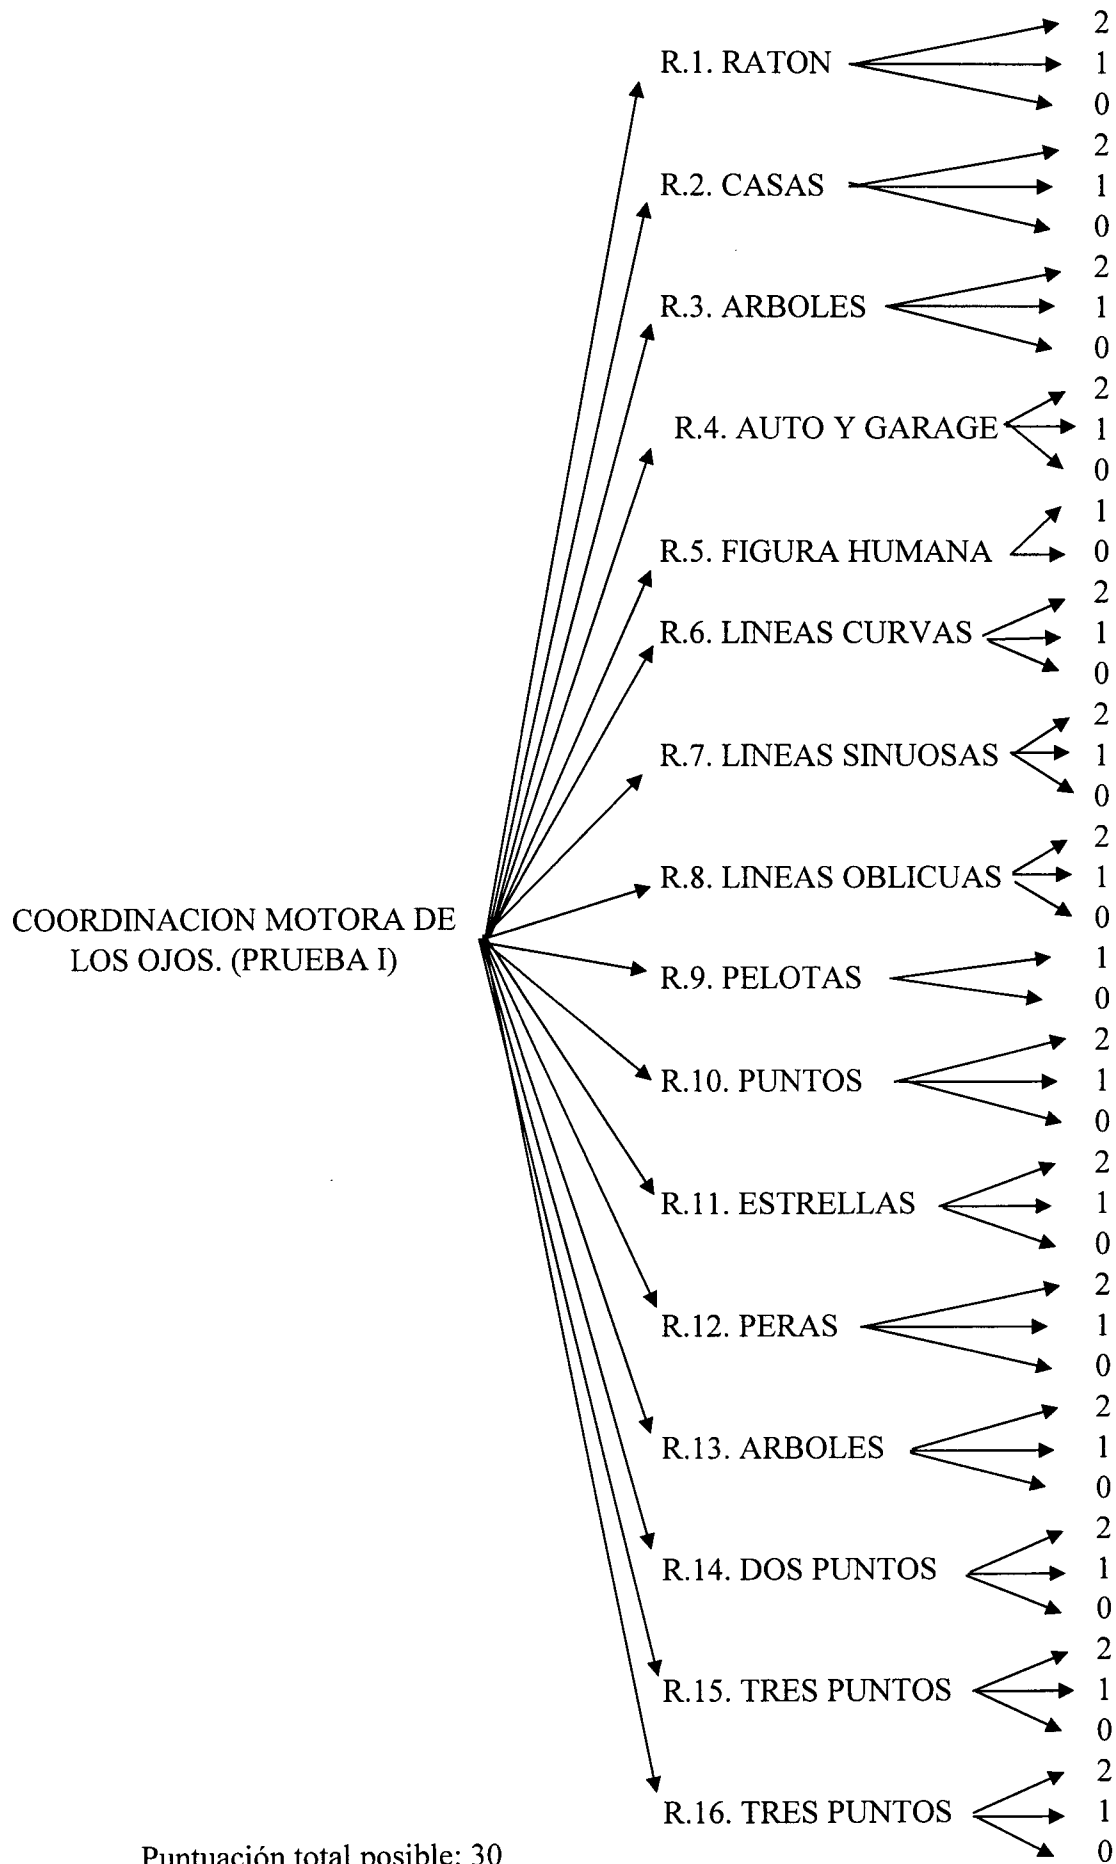 2
R.1. RATON 1
0
2
R.2. CASAS 1
0
2
R.3. ARBOLES 1
0
2
R.4. AUTO Y GARAGE 1
0
1
R.5. FIGURA HUMANA 0
2
R.6. LINEAS CURVAS 1
0
2
R.7. LINEAS SINUOSAS 1
0
2
R.8. LINEAS OBLICUAS 1
0
COORDINACION MOTORA DE
LOS OJOS. (PRUEBA I)
1
R.9. PELOTAS
0
2
R.10. PUNTOS 1
0
2
R.11. ESTRELLAS 1
0
2
R.12. PERAS 1
0
2
R.13. ARBOLES 1
0
2
R.14. DOS PUNTOS 1
0
2
R.15. TRES PUNTOS 1
0
2
R.16. TRES PUNTOS 1
0
Puntuación total posible: 30